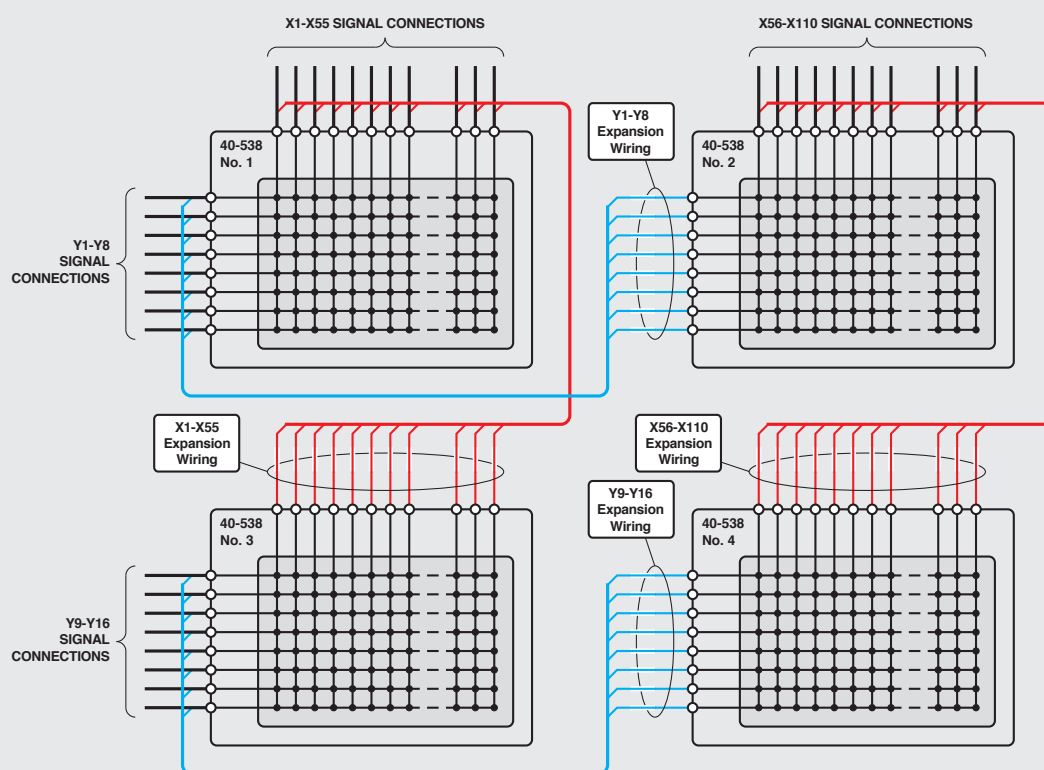 X1-X55 SIGNAL CONNECTIONS
X56-X110 SIGNAL CONNECTIONS
40-538
No. 1
Y1-Y8
Expansion
Wiring
40-538
No. 2
Y1-Y8
SIGNAL
CONNECTIONS
X1-X55
Expansion
Wiring
X56-X110
Expansion
Wiring
40-538
No. 3
Y9-Y16
Expansion
Wiring
40-538
No. 4
Y9-Y16
SIGNAL
CONNECTIONS